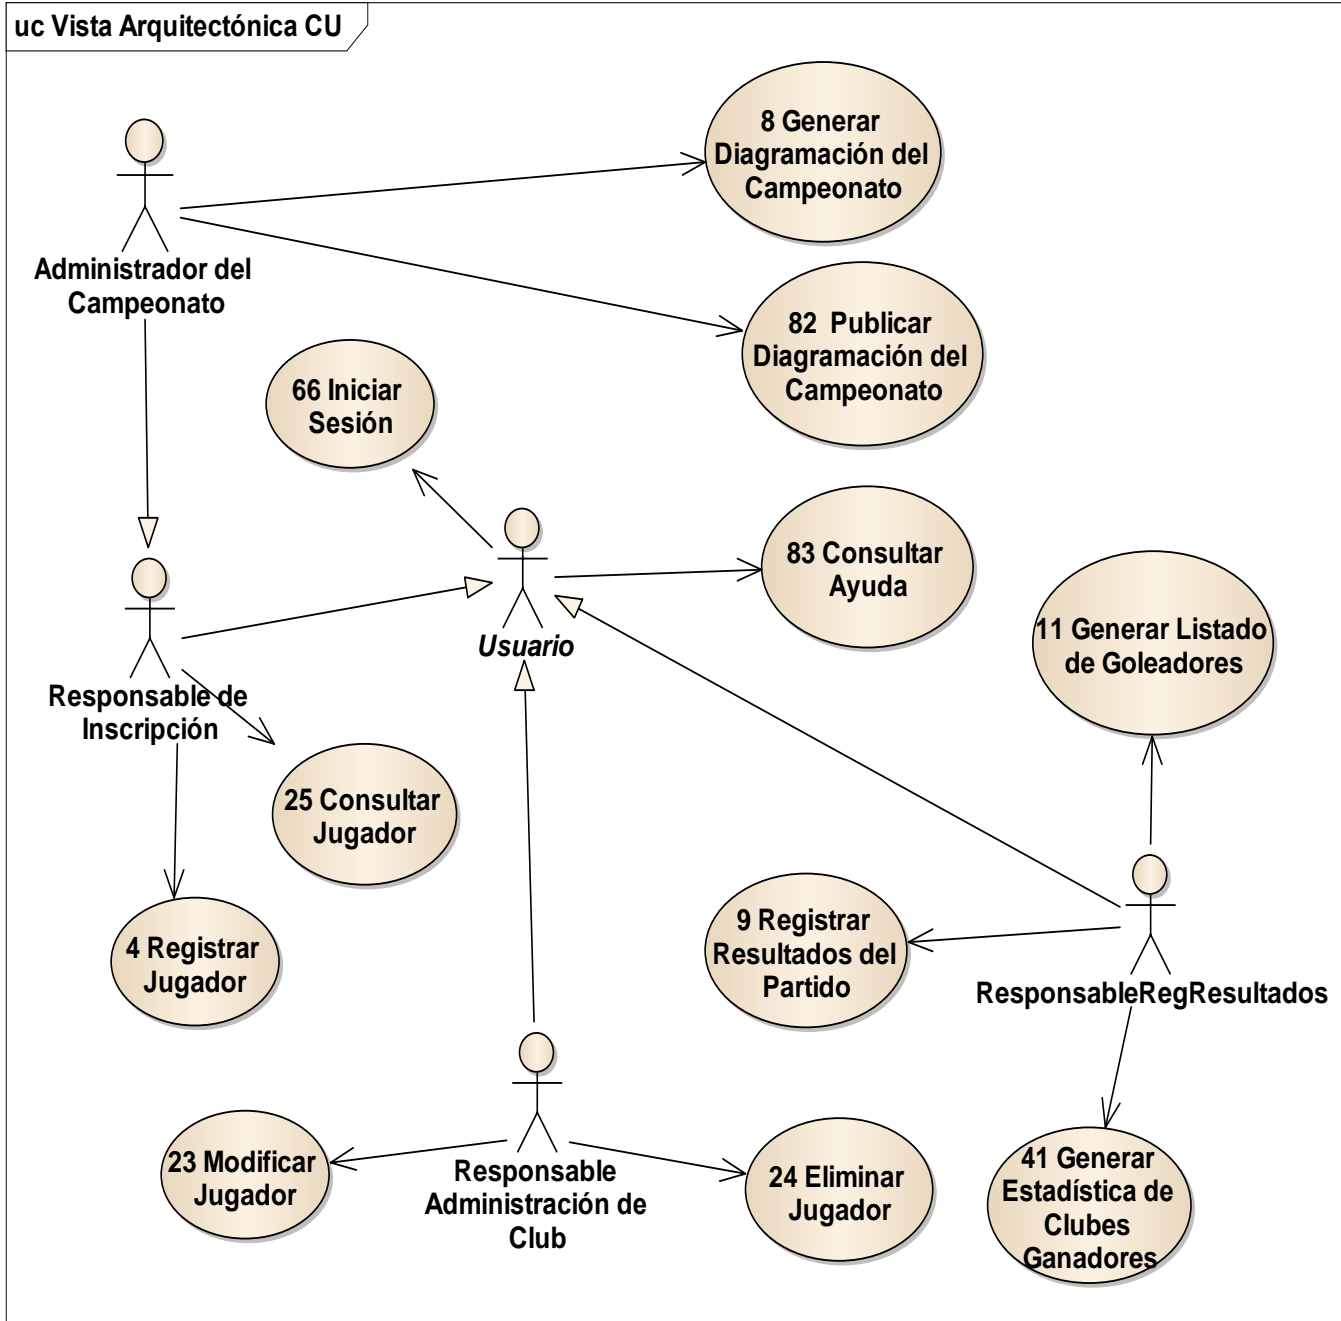 uc Vista Arquitectónica CU
8 Generar
Diagramación del
Campeonato
Administrador del
Campeonato
82 Publicar
Diagramación del
Campeonato
66 Iniciar
Sesión
83 Consultar
Ayuda
Usuario
11 Generar Listado
de Goleadores
Responsable de
Inscripción
25 Consultar
Jugador
4 Registrar
Jugador
9 Registrar
Resultados del
Partido
ResponsableRegResultados
23 Modificar
Jugador
Responsable
Administración de
Club
24 Eliminar
Jugador
41 Generar
Estadística de
Clubes
Ganadores